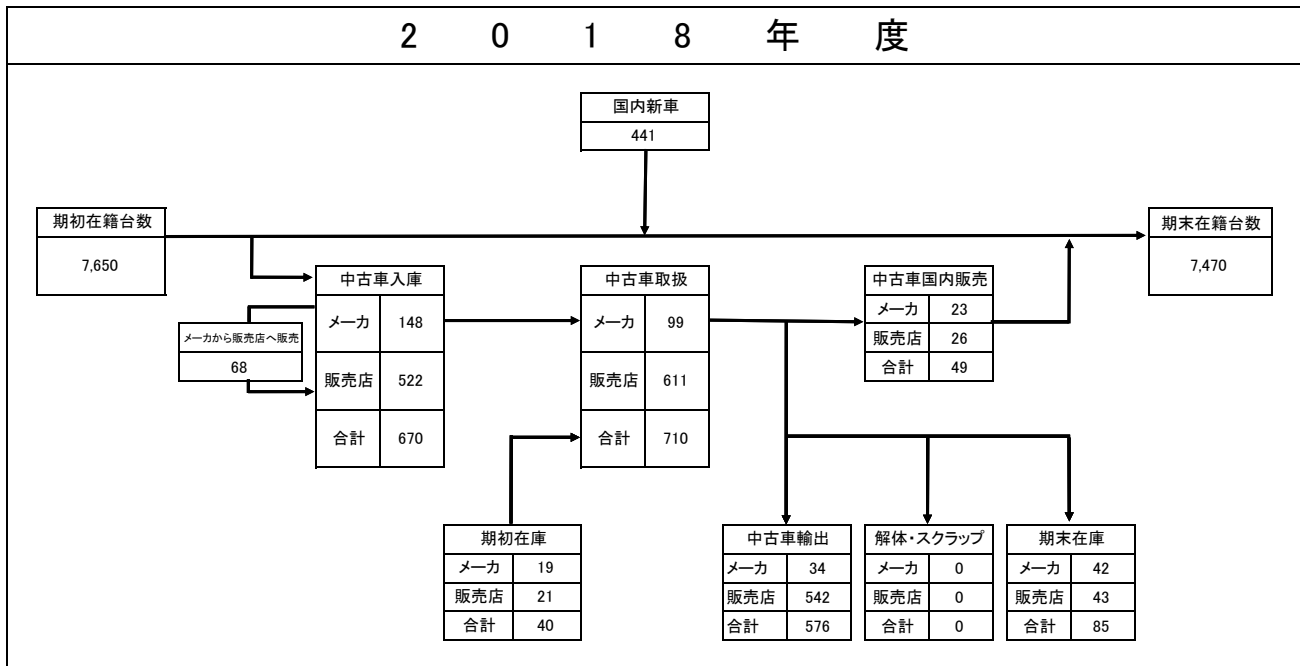 ２０１８年度
国内新車
441
期初在籍台数
7,650
期末在籍台数
7,470
中古車入庫
メーカ 148
販売店 522
合計 670
メーカから販売店へ販売
68
中古車取扱
メーカ 99
販売店 611
合計 710
中古車国内販売
メーカ 23
販売店 26
合計 49
期初在庫
メーカ 19
販売店 21
合計 40
中古車輸出
メーカ 34
販売店 542
合計 576
解体・スクラップ
メーカ 0
販売店 0
合計 0
期末在庫
メーカ 42
販売店 43
合計 85